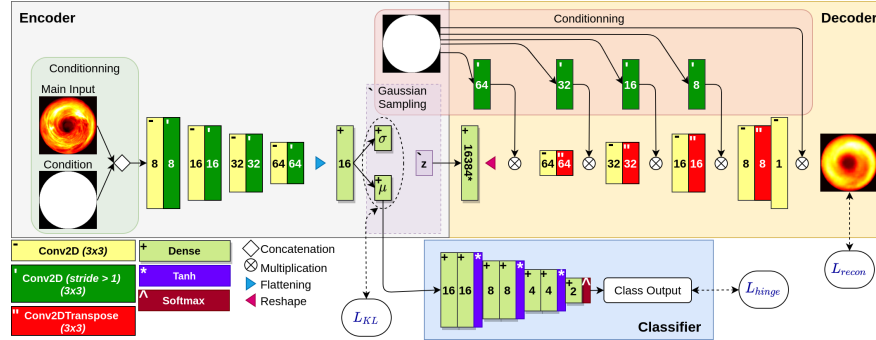 Encoder
Conditionning
Decoder
Conditionning
Main Input
Condition
` Gaussian
Sampling
' 64
' 32
' 16
' 8
- 8 ' 8
- 16 ' 16
- 32 ' 32
- 64 ' 64
+ 16
+ σ
+ μ
` z
+ 16384*
- 64 " 64
- 32 " 32
- 16 " 16
- 8 " 8
- 1
- Conv2D (3x3)
' Conv2D (stride > 1)
(3x3)
" Conv2DTranspose
(3x3)
+ Dense
* Tanh
^ Softmax
Concatenation
Multiplication
Flattening
Reshape
L_KL
+ 16 + 16 *
+ 8 + 8 *
+ 4 + 4 *
+ 2 ^
Class Output
Classifier
L_hinge
L_recon